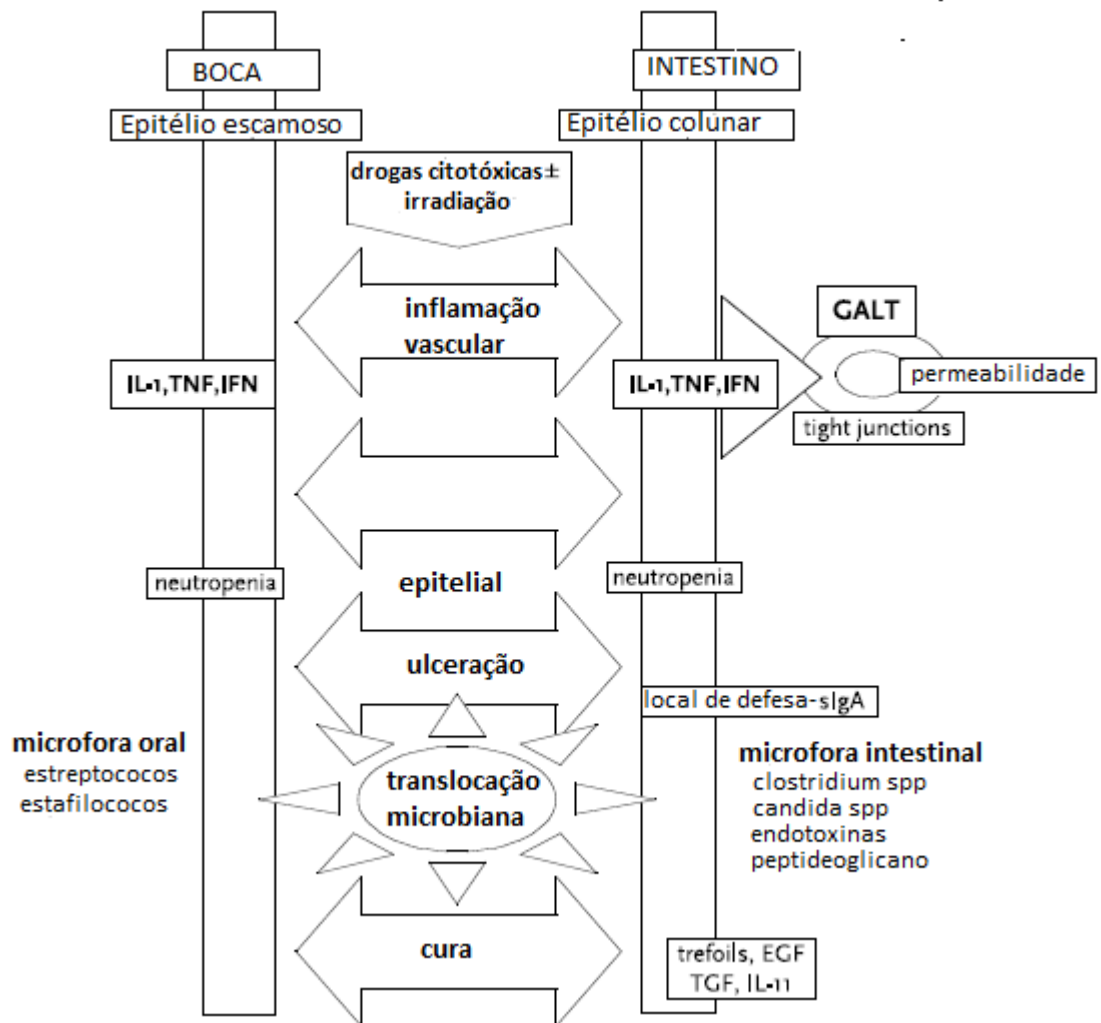 BOCA
INTESTINO
Epitélio escamoso
Epitélio colunar
drogas citotóxicas±
irradiação
inflamação
vascular
GALT
IL-1,TNF,IFN
IL-1,TNF,IFN
permeabilidade
tight junctions
neutropenia
epitelial
neutropenia
ulceração
local de defesa-sIgA
microfora oral
estreptococos
estafilococos
translocação
microbiana
microfora intestinal
clostridium spp
candida spp
endotoxinas
peptideoglicano
cura
trefoils, EGF
TGF, IL-11